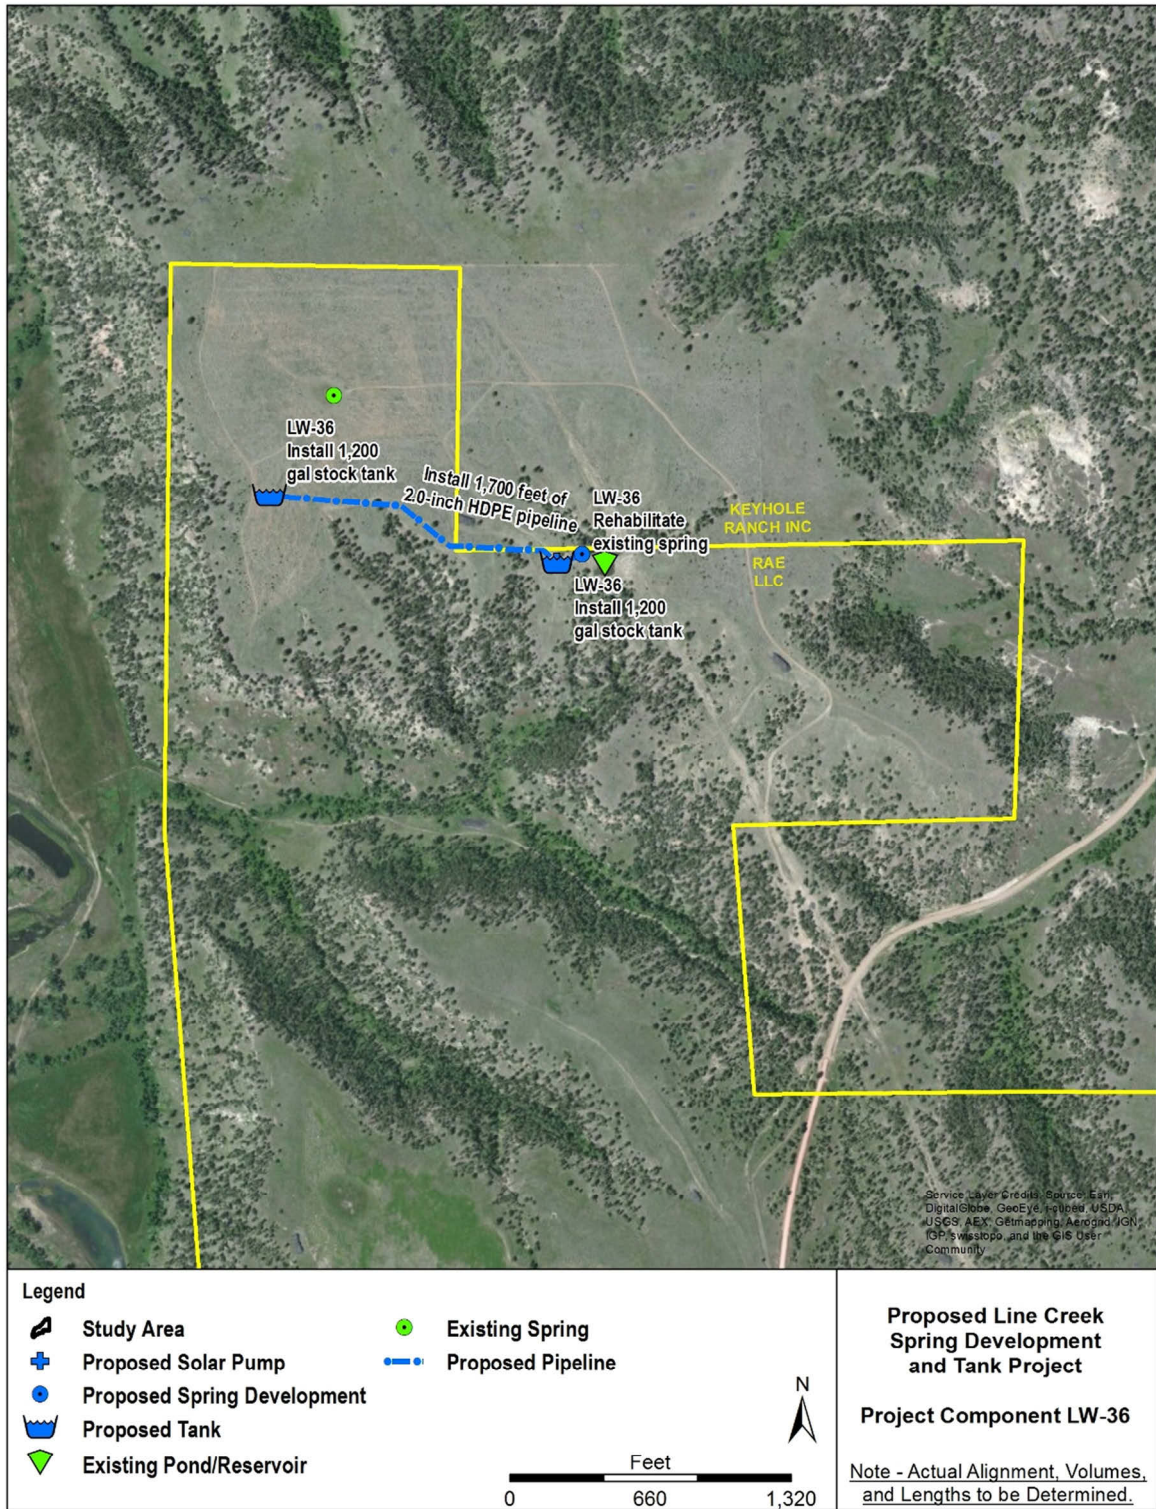 LW-36
Install 1,200
gal stock tank
Install 1,700 feet of
2.0-inch HDPE pipeline
LW-36
Rehabilitate
existing spring
KEYHOLE
RANCH INC
RAE
LLC
LW-36
Install 1,200
gal stock tank
Service Layer Credits: Source: Esri,
DigitalGlobe, GeoEye, i-cubed, USDA,
USGS, AEX, Getmapping, Aerogrid, IGN,
IGP, swisstopo, and the GIS User
Community
Legend
Study Area
Proposed Solar Pump
Proposed Spring Development
Proposed Tank
Existing Pond/Reservoir
Existing Spring
Proposed Pipeline
N
Feet
0 660 1,320
Proposed Line Creek
Spring Development
and Tank Project
Project Component LW-36
Note - Actual Alignment, Volumes,
and Lengths to be Determined.